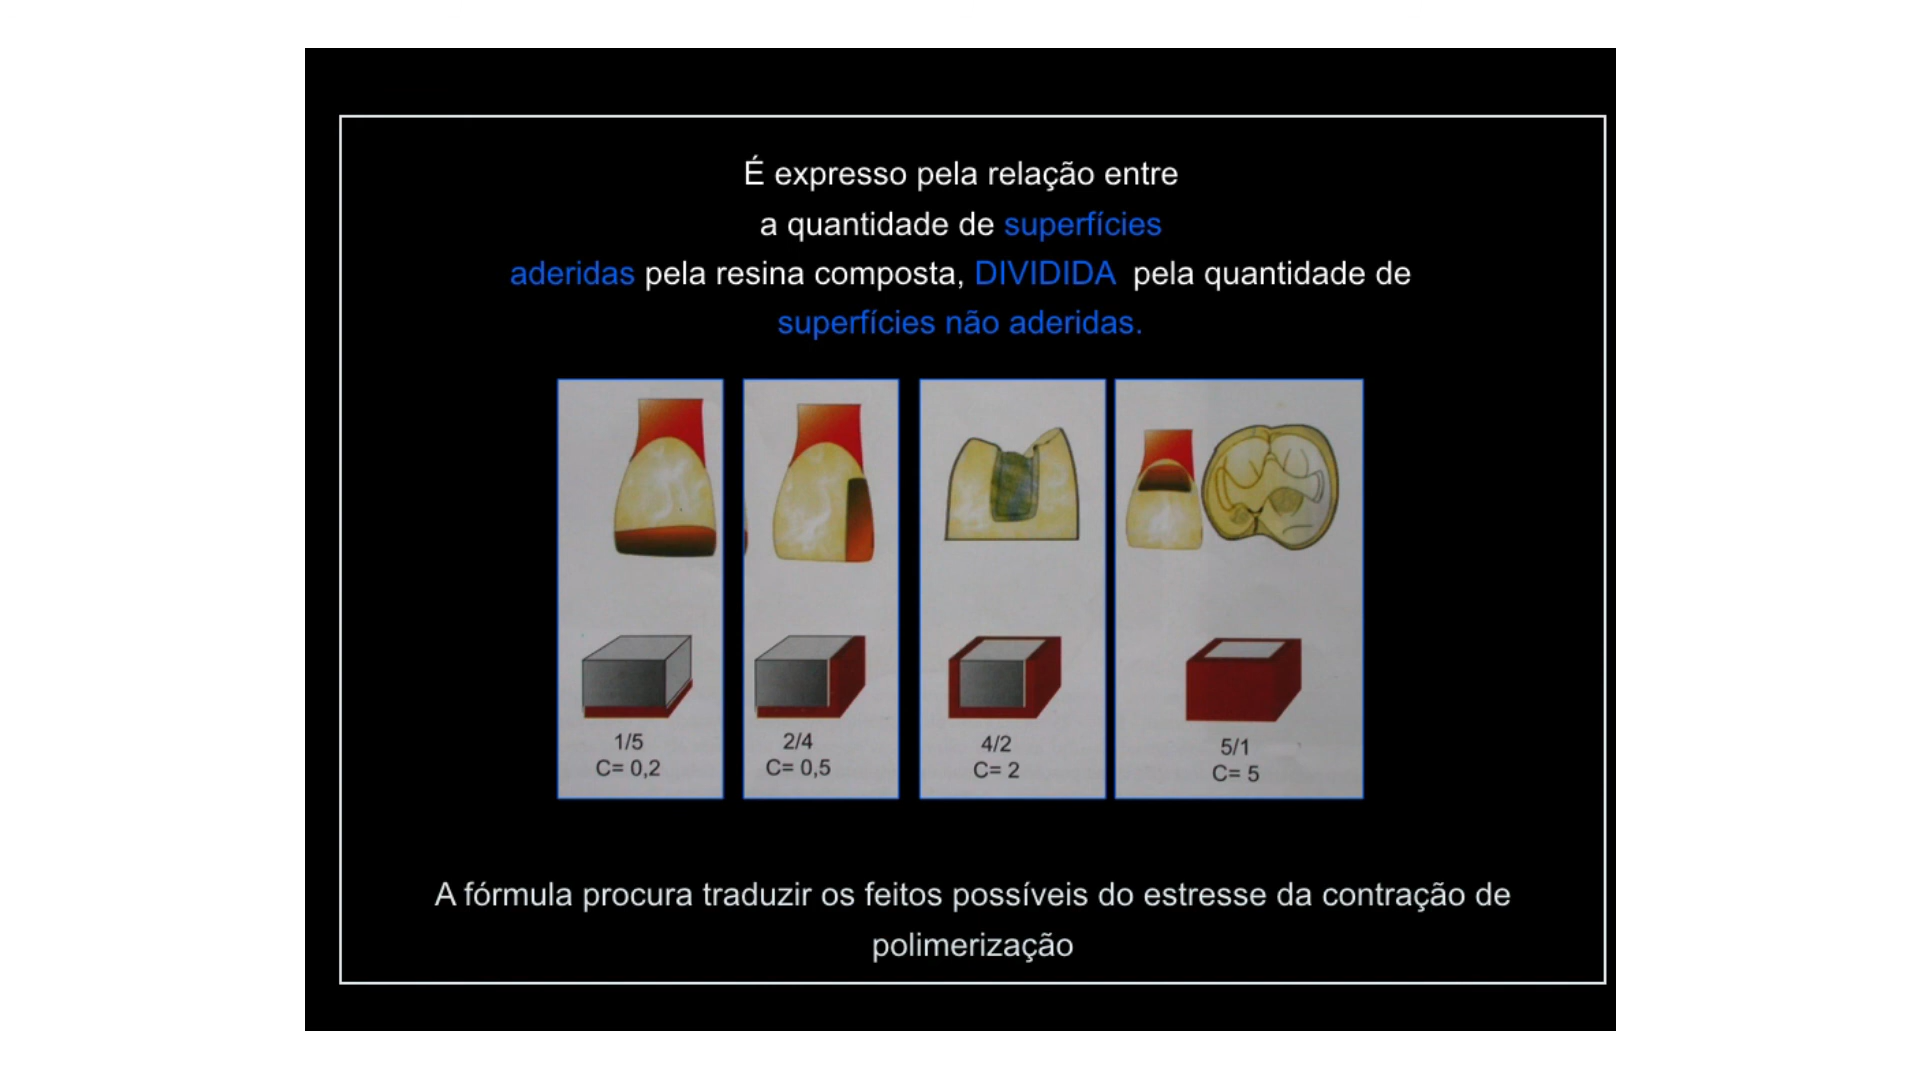 É expresso pela relação entre
a quantidade de superfícies
aderidas pela resina composta, DIVIDIDA pela quantidade de
superfícies não aderidas.
1/5
C= 0,2
2/4
C= 0,5
4/2
C= 2
5/1
C= 5
A fórmula procura traduzir os feitos possíveis do estresse da contração de
polimerização